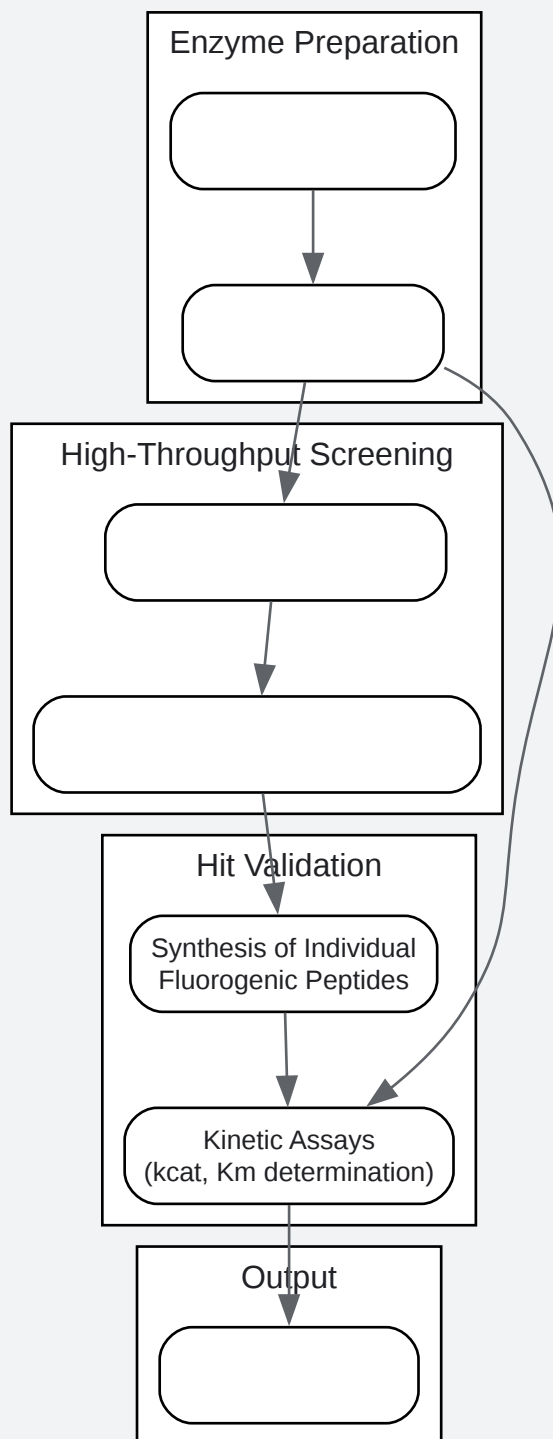 Enzyme Preparation
High-Throughput Screening
Hit Validation
Synthesis of Individual
Fluorogenic Peptides
Kinetic Assays
(kcat, Km determination)
Output